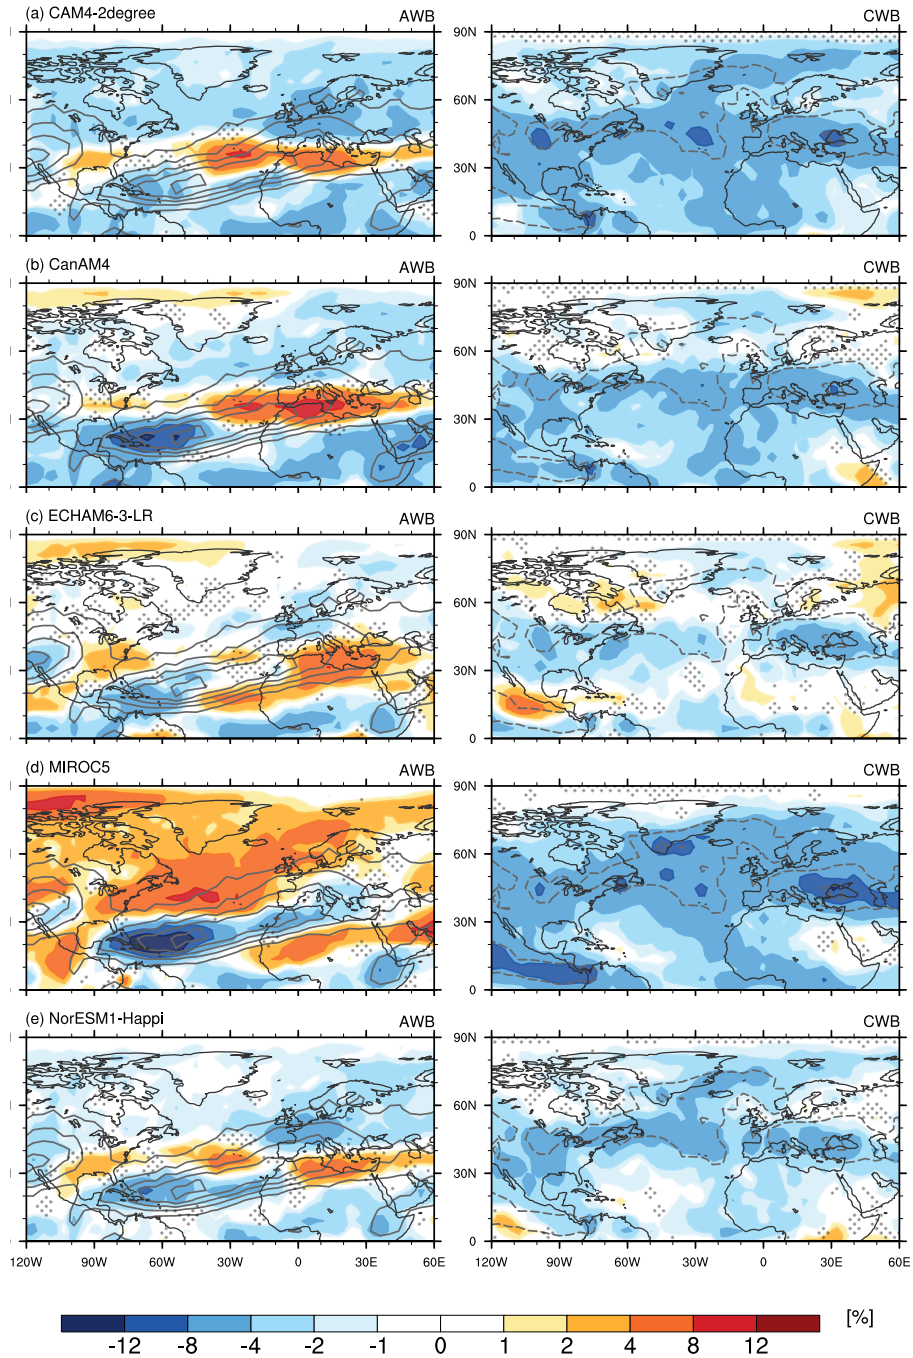 (a) CAM4-2degree AWB CWB
90N
60N
30N
0
(b) CanAM4 AWB CWB
90N
60N
30N
0
(c) ECHAM6-3-LR AWB CWB
90N
60N
30N
0
(d) MIROC5 AWB CWB
90N
60N
30N
0
(e) NorESM1-Happi AWB CWB
90N
60N
30N
0
120W 90W 60W 30W 0 30E 60E 120W 90W 60W 30W 0 30E 60E
[%]
-12 -8 -4 -2 -1 0 1 2 4 8 12